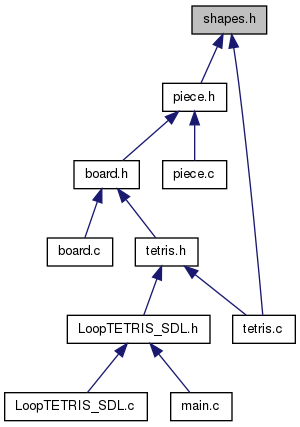 shapes.h
piece.h
board.h
piece.c
board.c
tetris.h
LoopTETRIS_SDL.h
tetris.c
LoopTETRIS_SDL.c
main.c